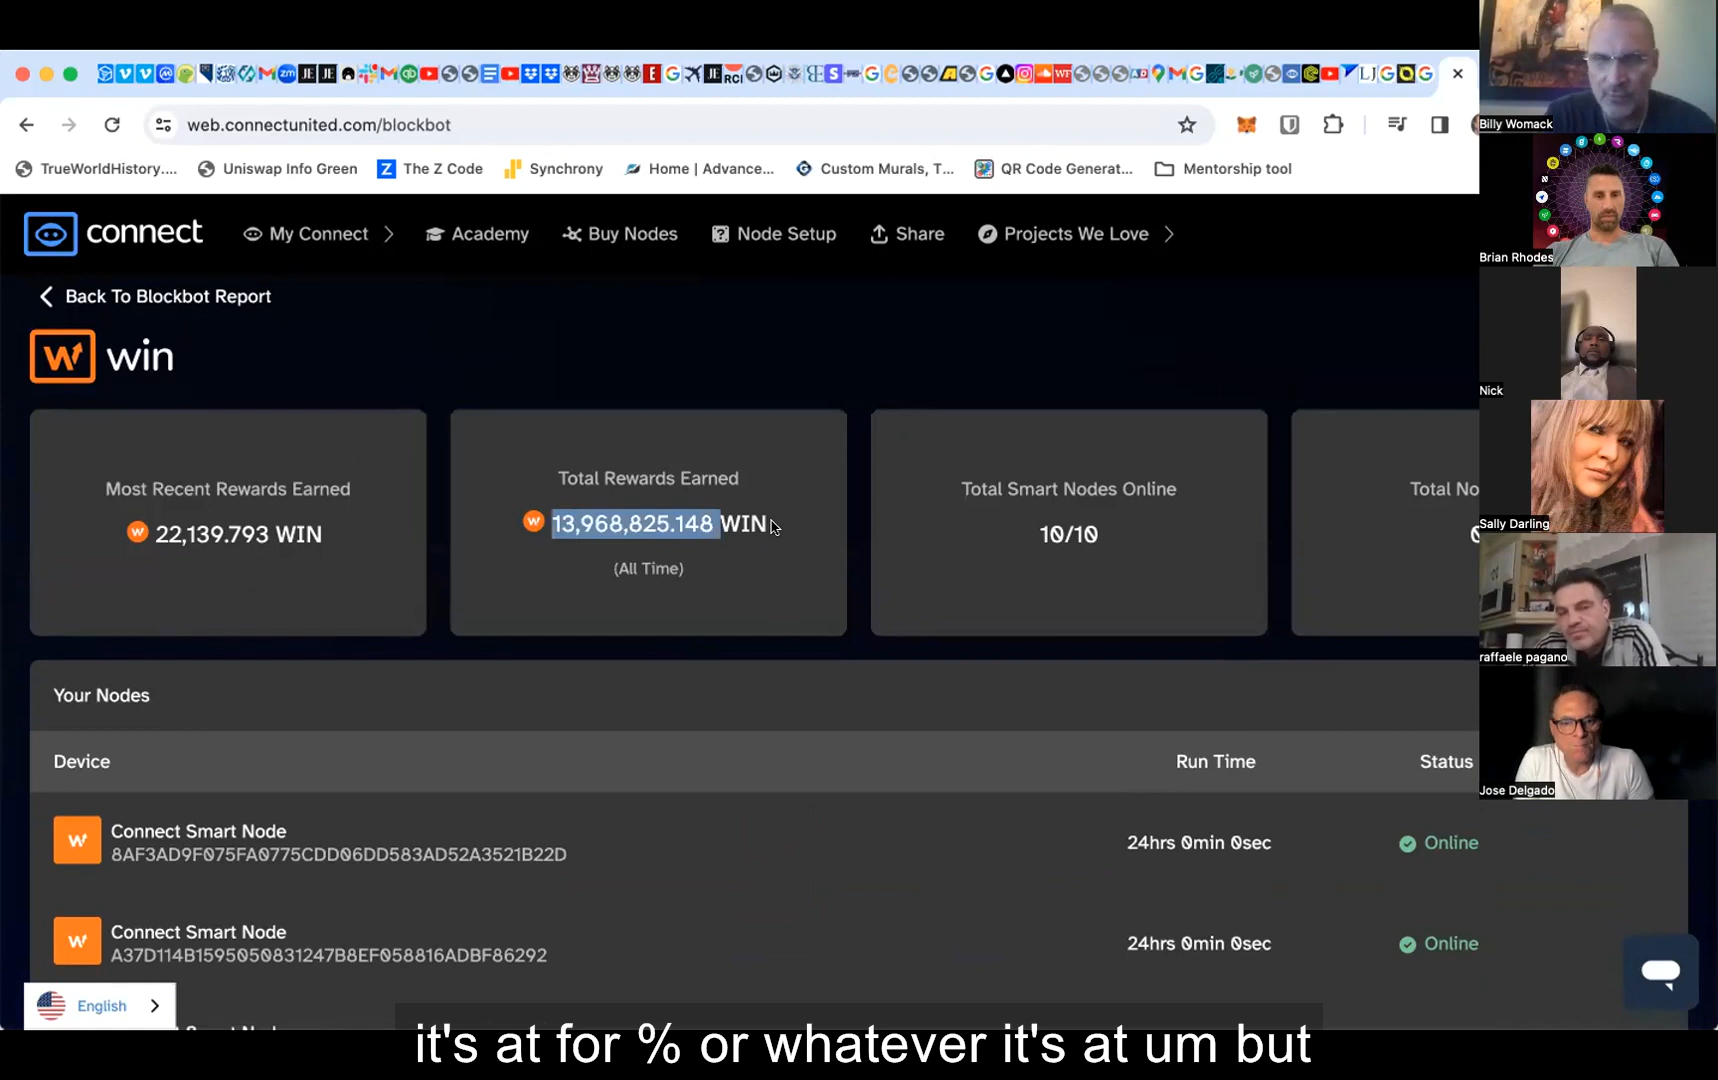 web.connectunited.com/blockbot
TrueWorldHistory....
Uniswap Info Green
The Z Code
Synchrony
Home | Advance...
Custom Murals, T...
QR Code Generat...
Mentorship tool
connect
My Connect
Academy
Buy Nodes
Node Setup
Share
Projects We Love
Back To Blockbot Report
win
Most Recent Rewards Earned
22,139.793 WIN
Total Rewards Earned
13,968,825.148 WIN
(All Time)
Total Smart Nodes Online
10/10
Your Nodes
Device
Run Time
Status
Connect Smart Node
8AF3AD9F075FA0775CDD06DD583AD52A3521B22D
24hrs 0min 0sec
Online
Connect Smart Node
A37D114B1595050831247B8EF058816ADBF86292
24hrs 0min 0sec
Online
English
Billy Womack
Brian Rhodes
Nick
Sally Darling
raffaele pagano
Jose Delgado
it's at for % or whatever it's at um but